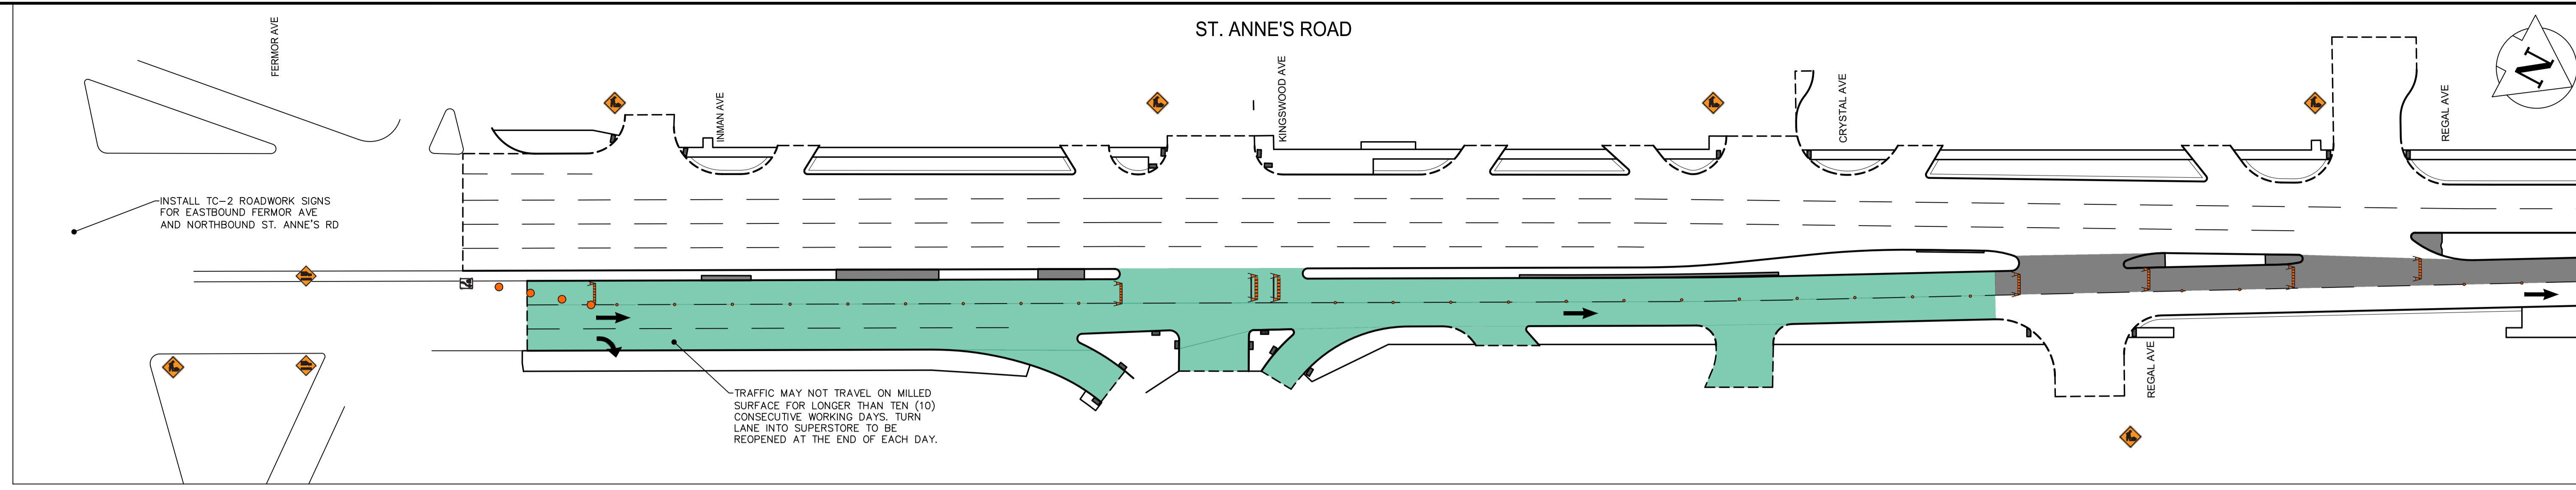 ST. ANNE'S ROAD
FERMOR AVE
INMAN AVE
KINGSWOOD AVE
CRYSTAL AVE
REGAL AVE
N
INSTALL TC-2 ROADWORK SIGNS
FOR EASTBOUND FERMOR AVE
AND NORTHBOUND ST. ANNE'S RD
TRAFFIC MAY NOT TRAVEL ON MILLED
SURFACE FOR LONGER THAN TEN (10)
CONSECUTIVE WORKING DAYS. TURN
LANE INTO SUPERSTORE TO BE
REOPENED AT THE END OF EACH DAY.
REGAL AVE